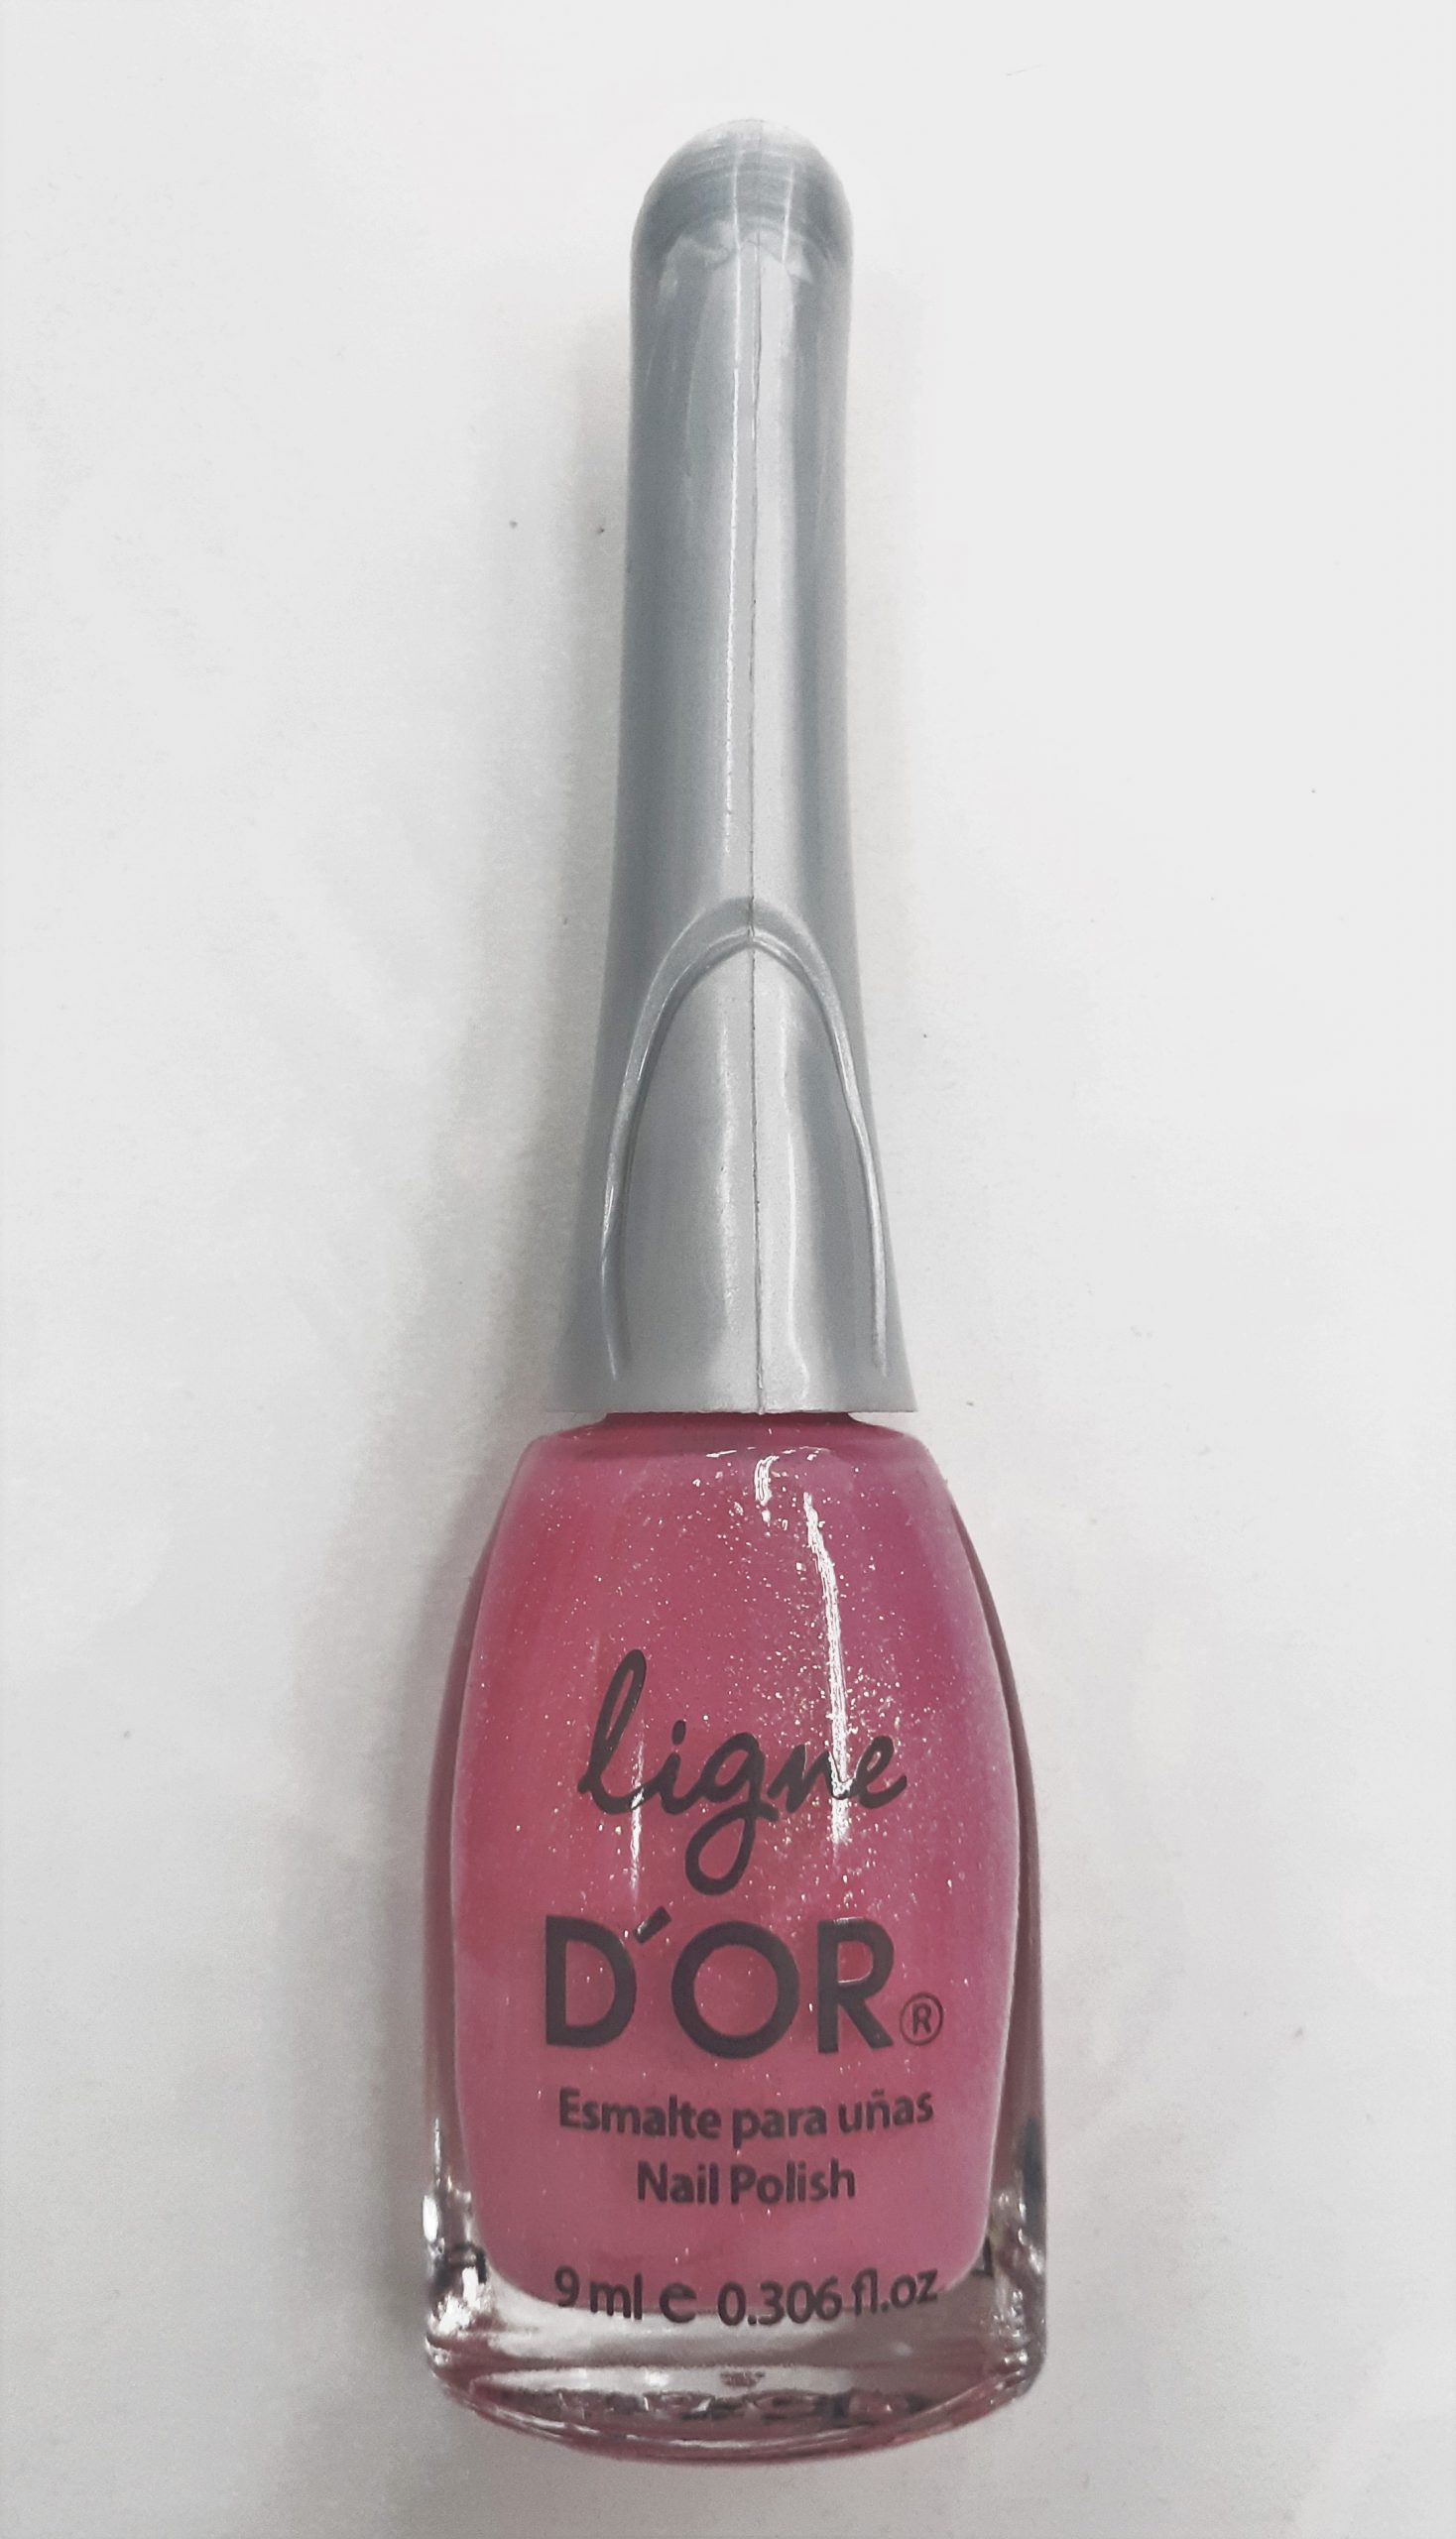 ligne
D´OR®
Esmalte para uñas
Nail Polish
9 ml e 0.306 fl.oz